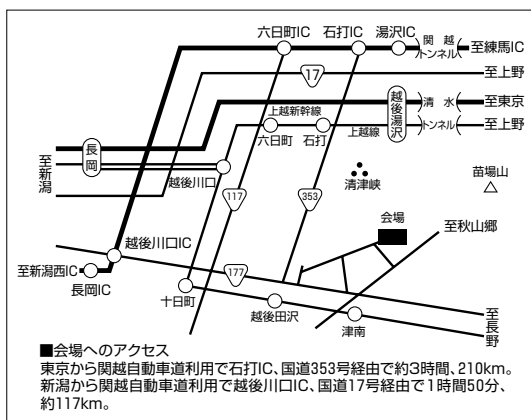 六日町IC
石打IC
湯沢IC
関越
トンネル
至練馬IC
17
至上野
上越新幹線
越後湯沢
清水
トンネル
至東京
六日町
石打
上越線
至上野
長岡
至新潟
越後川口
117
353
清津峡
苗場山
会場
至秋山郷
越後川口IC
至新潟西IC
長岡IC
177
十日町
越後田沢
津南
至長野
■会場へのアクセス
東京から関越自動車道利用で石打IC、国道353号経由で約3時間、210km。
新潟から関越自動車道利用で越後川口IC、国道17号経由で1時間50分、
約117km。